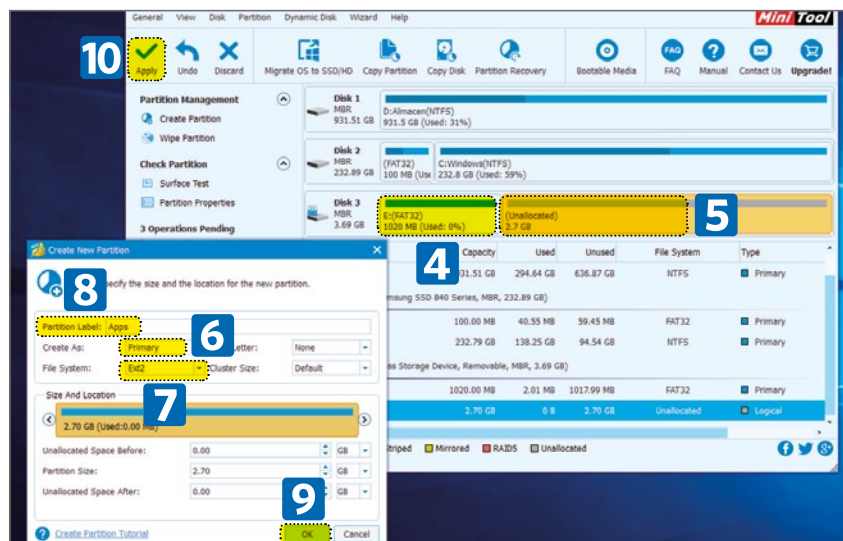 General View Disk Partition Dynamic Disk Wizard Help
Mini Tool
10
Apply Undo Discard Migrate OS to SSD/HD Copy Partition Copy Disk Partition Recovery Bootable Media FAQ Manual Contact Us Upgrade!
Partition Management
Create Partition
Wipe Partition
Check Partition
Surface Test
Partition Properties
3 Operations Pending
Disk 1
MBR
931.51 GB
D:Almacen(NTFS)
931.5 GB (Used: 31%)
Disk 2
MBR
232.89 GB
(FAT32)
100 MB (Use
C:Windows(NTFS)
232.8 GB (Used: 59%)
Disk 3
MBR
3.69 GB
E:(FAT32)
1020 MB (Used: 0%)
(Unallocated)
2.7 GB
5
4
Capacity Used Unused File System Type
31.51 GB 294.64 GB 636.87 GB NTFS Primary
msung SSD 840 Series, MBR, 232.89 GB)
100.00 MB 40.55 MB 59.45 MB FAT32 Primary
232.79 GB 138.25 GB 94.54 GB NTFS Primary
ss Storage Device, Removable, MBR, 3.69 GB)
1020.00 MB 2.01 MB 1017.99 MB FAT32 Primary
2.70 GB 0 B 2.70 GB Unallocated Logical
Striped Mirrored RAID5 Unallocated
Create New Partition
8
ecify the size and the location for the new partition.
Partition Label: Apps
6
Create As: Primary Letter: None
File System: Ext2 Cluster Size: Default
7
Size And Location
2.70 GB (Used:0.00 MB)
Unallocated Space Before: 0.00 GB
Partition Size: 2.70 GB
Unallocated Space After: 0.00 GB
9
Create Partition Tutorial
OK Cancel